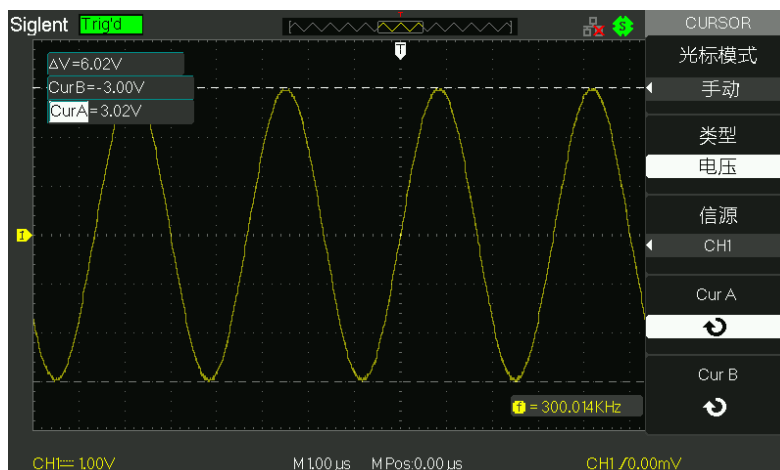 Siglent Trig'd
CURSOR
T
光标模式
手动
ΔV=6.02V
CurB=-3.00V
CurA=3.02V
类型
电压
信源
CH1
Cur A
Cur B
f = 300.014KHz
CH1 1.00V M 1.00 μs M Pos:0.00 μs CH1 /0.00mV